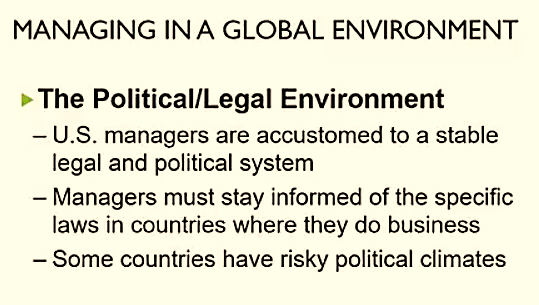 MANAGING IN A GLOBAL ENVIRONMENT
The Political/Legal Environment
– U.S. managers are accustomed to a stable
legal and political system
– Managers must stay informed of the specific
laws in countries where they do business
– Some countries have risky political climates